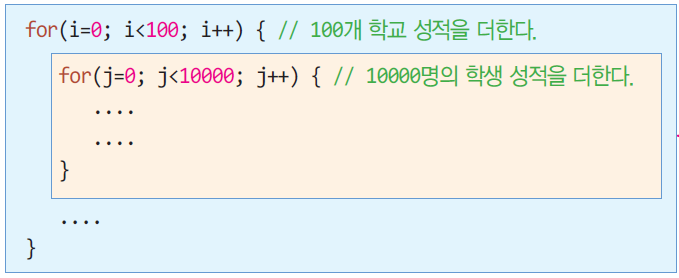 for(i=0; i<100; i++) { // 100개 학교 성적을 더한다.
for(j=0; j<10000; j++) { // 10000명의 학생 성적을 더한다.
....
....
}
....
}